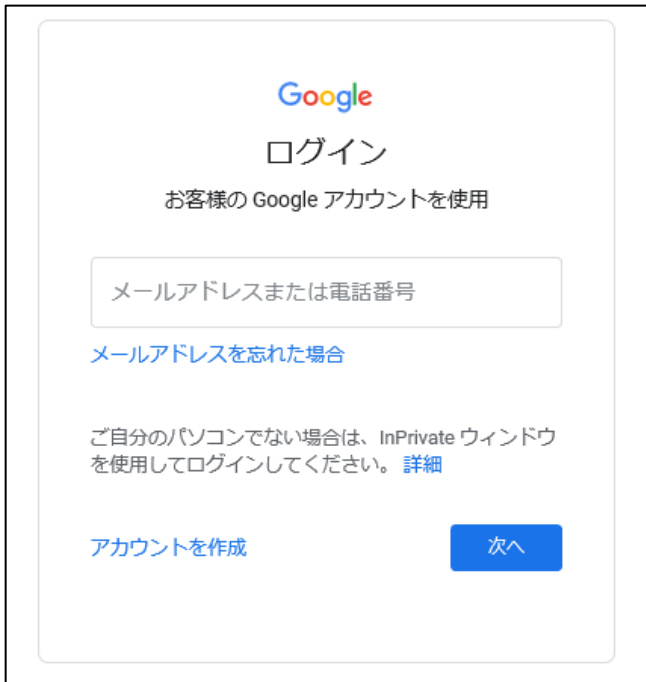 Google
ログイン
お客様の Google アカウントを使用
メールアドレスまたは電話番号
メールアドレスを忘れた場合
ご自分のパソコンでない場合は、InPrivate ウィンドウ
を使用してログインしてください。 詳細
アカウントを作成
次へ